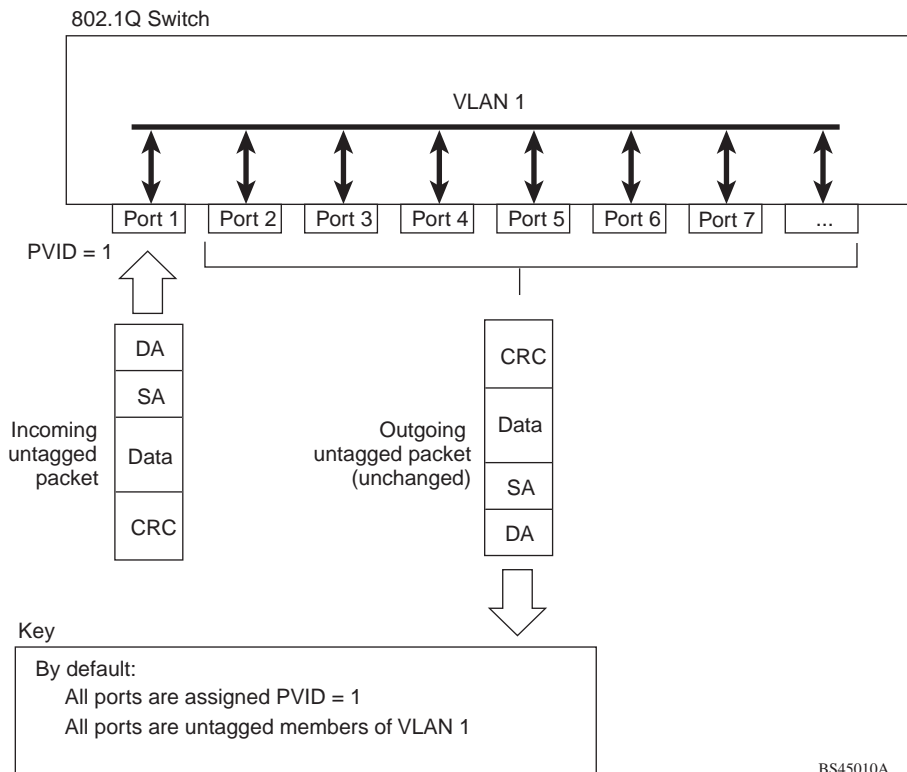 802.1Q Switch
VLAN 1
Port 1
Port 2
Port 3
Port 4
Port 5
Port 6
Port 7
...
PVID = 1
DA
SA
Data
CRC
Incoming
untagged
packet
CRC
Data
SA
DA
Outgoing
untagged packet
(unchanged)
Key
By default:
All ports are assigned PVID = 1
All ports are untagged members of VLAN 1
BS45010A